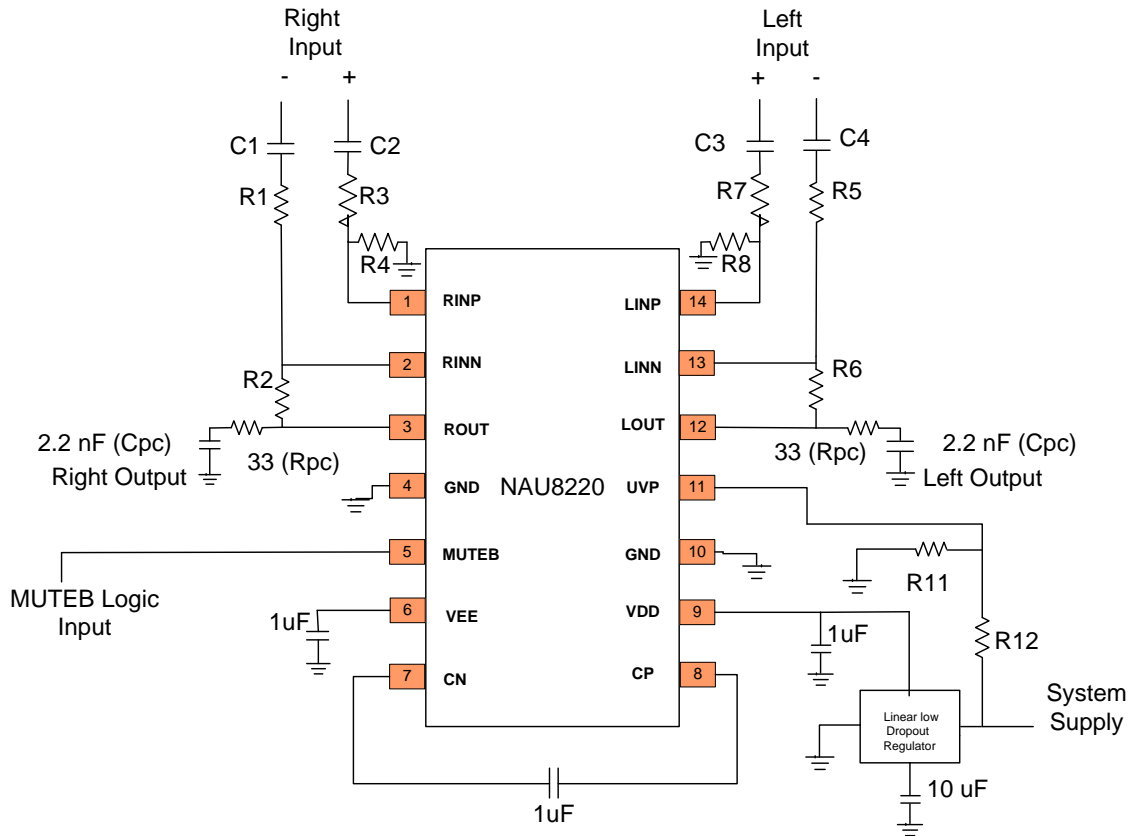 Right
Input
Left
Input
- +
+ -
C1
C2
C3
C4
R1
R3
R7
R5
R4
R8
1 RINP
LINP 14
2 RINN
LINN 13
R2
R6
3 ROUT
LOUT 12
2.2 nF (Cpc)
Right Output
33 (Rpc)
33 (Rpc)
2.2 nF (Cpc)
Left Output
4 GND
NAU8220
UVP 11
5 MUTEB
GND 10
R11
MUTEB Logic
Input
6 VEE
VDD 9
1uF
1uF
R12
7 CN
CP 8
System
Supply
Linear low
Dropout
Regulator
10 uF
1uF